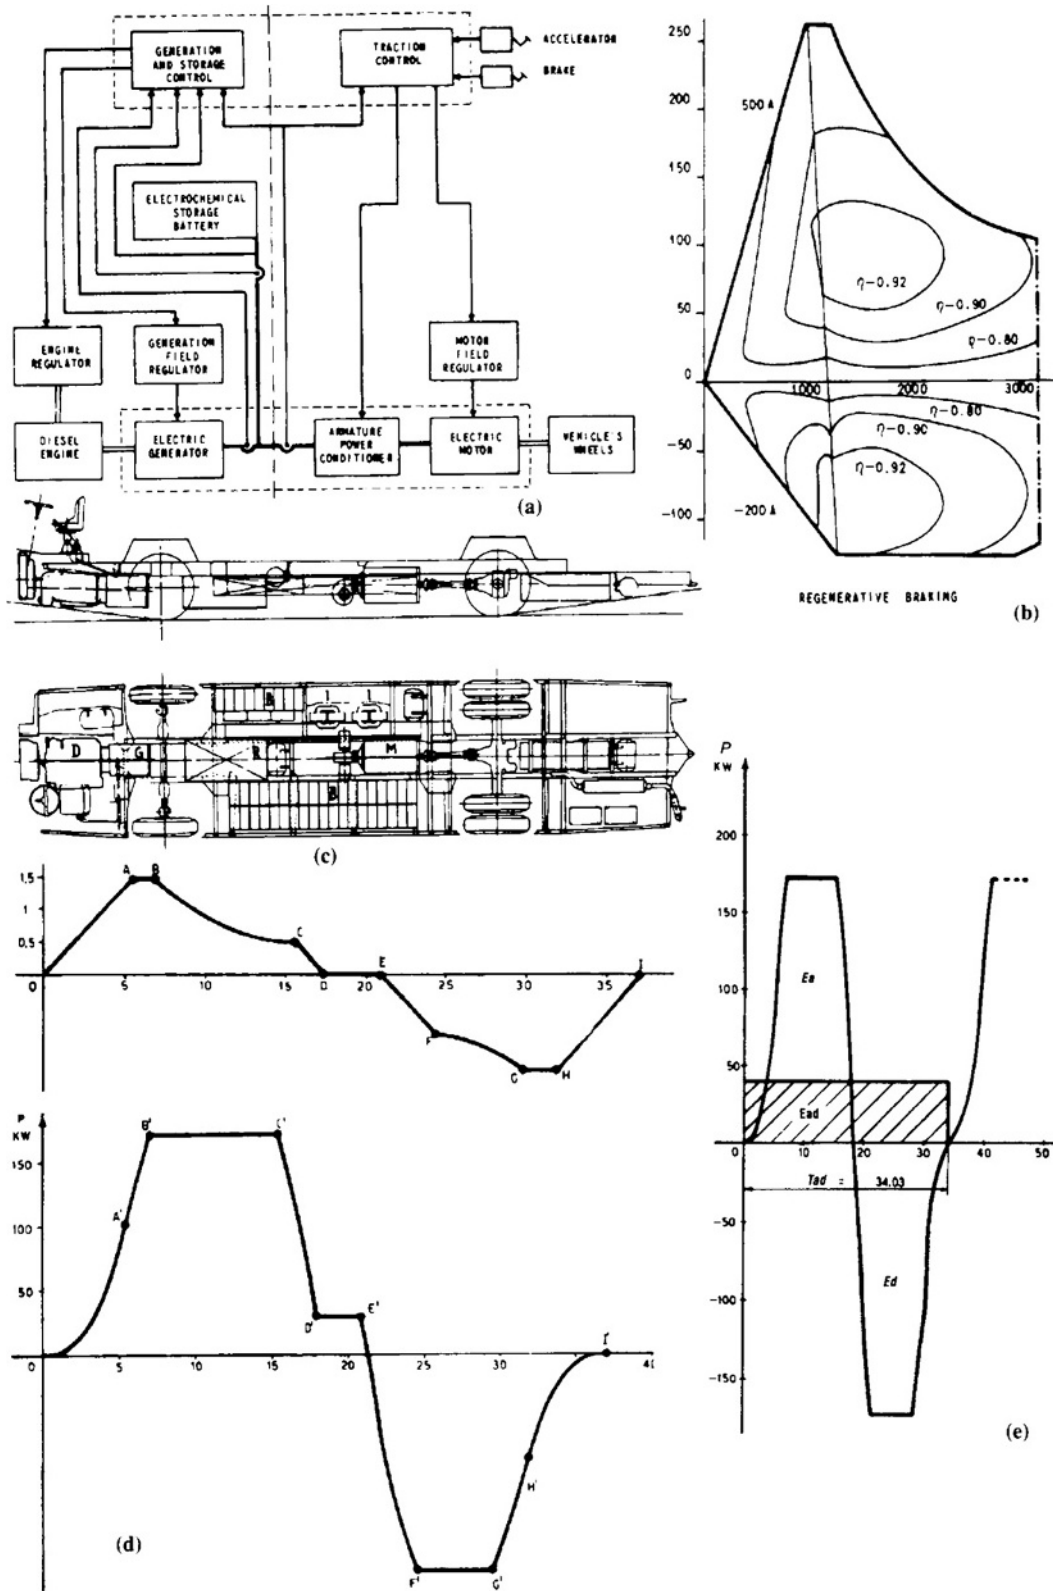 GENERATION
AND STORAGE
CONTROL
TRACTION
CONTROL
ACCELERATOR
BRAKE
ELECTROCHEMICAL
STORAGE
BATTERY
ENGINE
REGULATOR
GENERATION
FIELD
REGULATOR
MOTOR
FIELD
REGULATOR
DIESEL
ENGINE
ELECTRIC
GENERATOR
ARMATURE
POWER
CONDITIONER
ELECTRIC
MOTOR
VEHICLE'S
WHEELS
(a)
250
200
150
100
50
0
-50
-100
500 A
η-0.92
η-0.90
η-0.80
1000
2000
3000
η-0.80
η-0.90
η-0.92
-200 A
REGENERATIVE BRAKING
(b)
D
G
B
R
M
B
(c)
1,5
1
0,5
0
A
B
C
D
E
F
G
H
I
5
10
15
20
25
30
35
P
KW
150
100
50
0
A'
B'
C'
D'
E'
F'
G'
H'
I'
5
10
15
20
25
30
35
40
(d)
P
KW
200
150
100
50
0
-50
-100
-150
Ea
Ead
Ed
10
20
30
40
50
Tad = 34.03
(e)